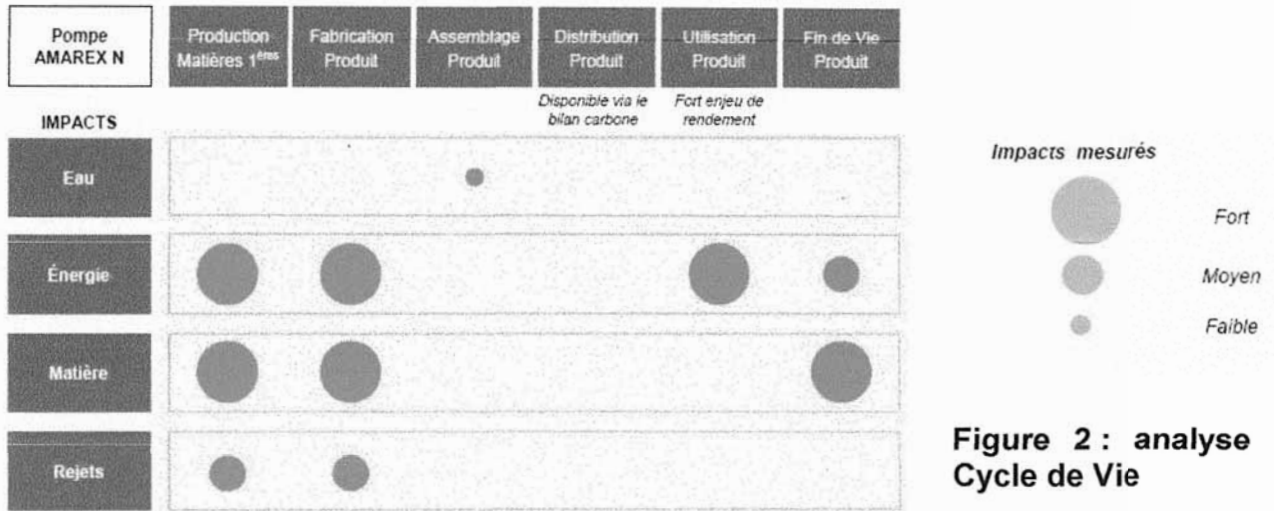 Pompe
AMAREX N
Production
Matières 1ères
Fabrication
Produit
Assemblage
Produit
Distribution
Produit
Utilisation
Produit
Fin de Vie
Produit
Disponible via le
bilan carbone
Fort enjeu de
rendement
IMPACTS
Eau
Énergie
Matière
Rejets
Impacts mesurés
Fort
Moyen
Faible
Figure 2 : analyse
Cycle de Vie